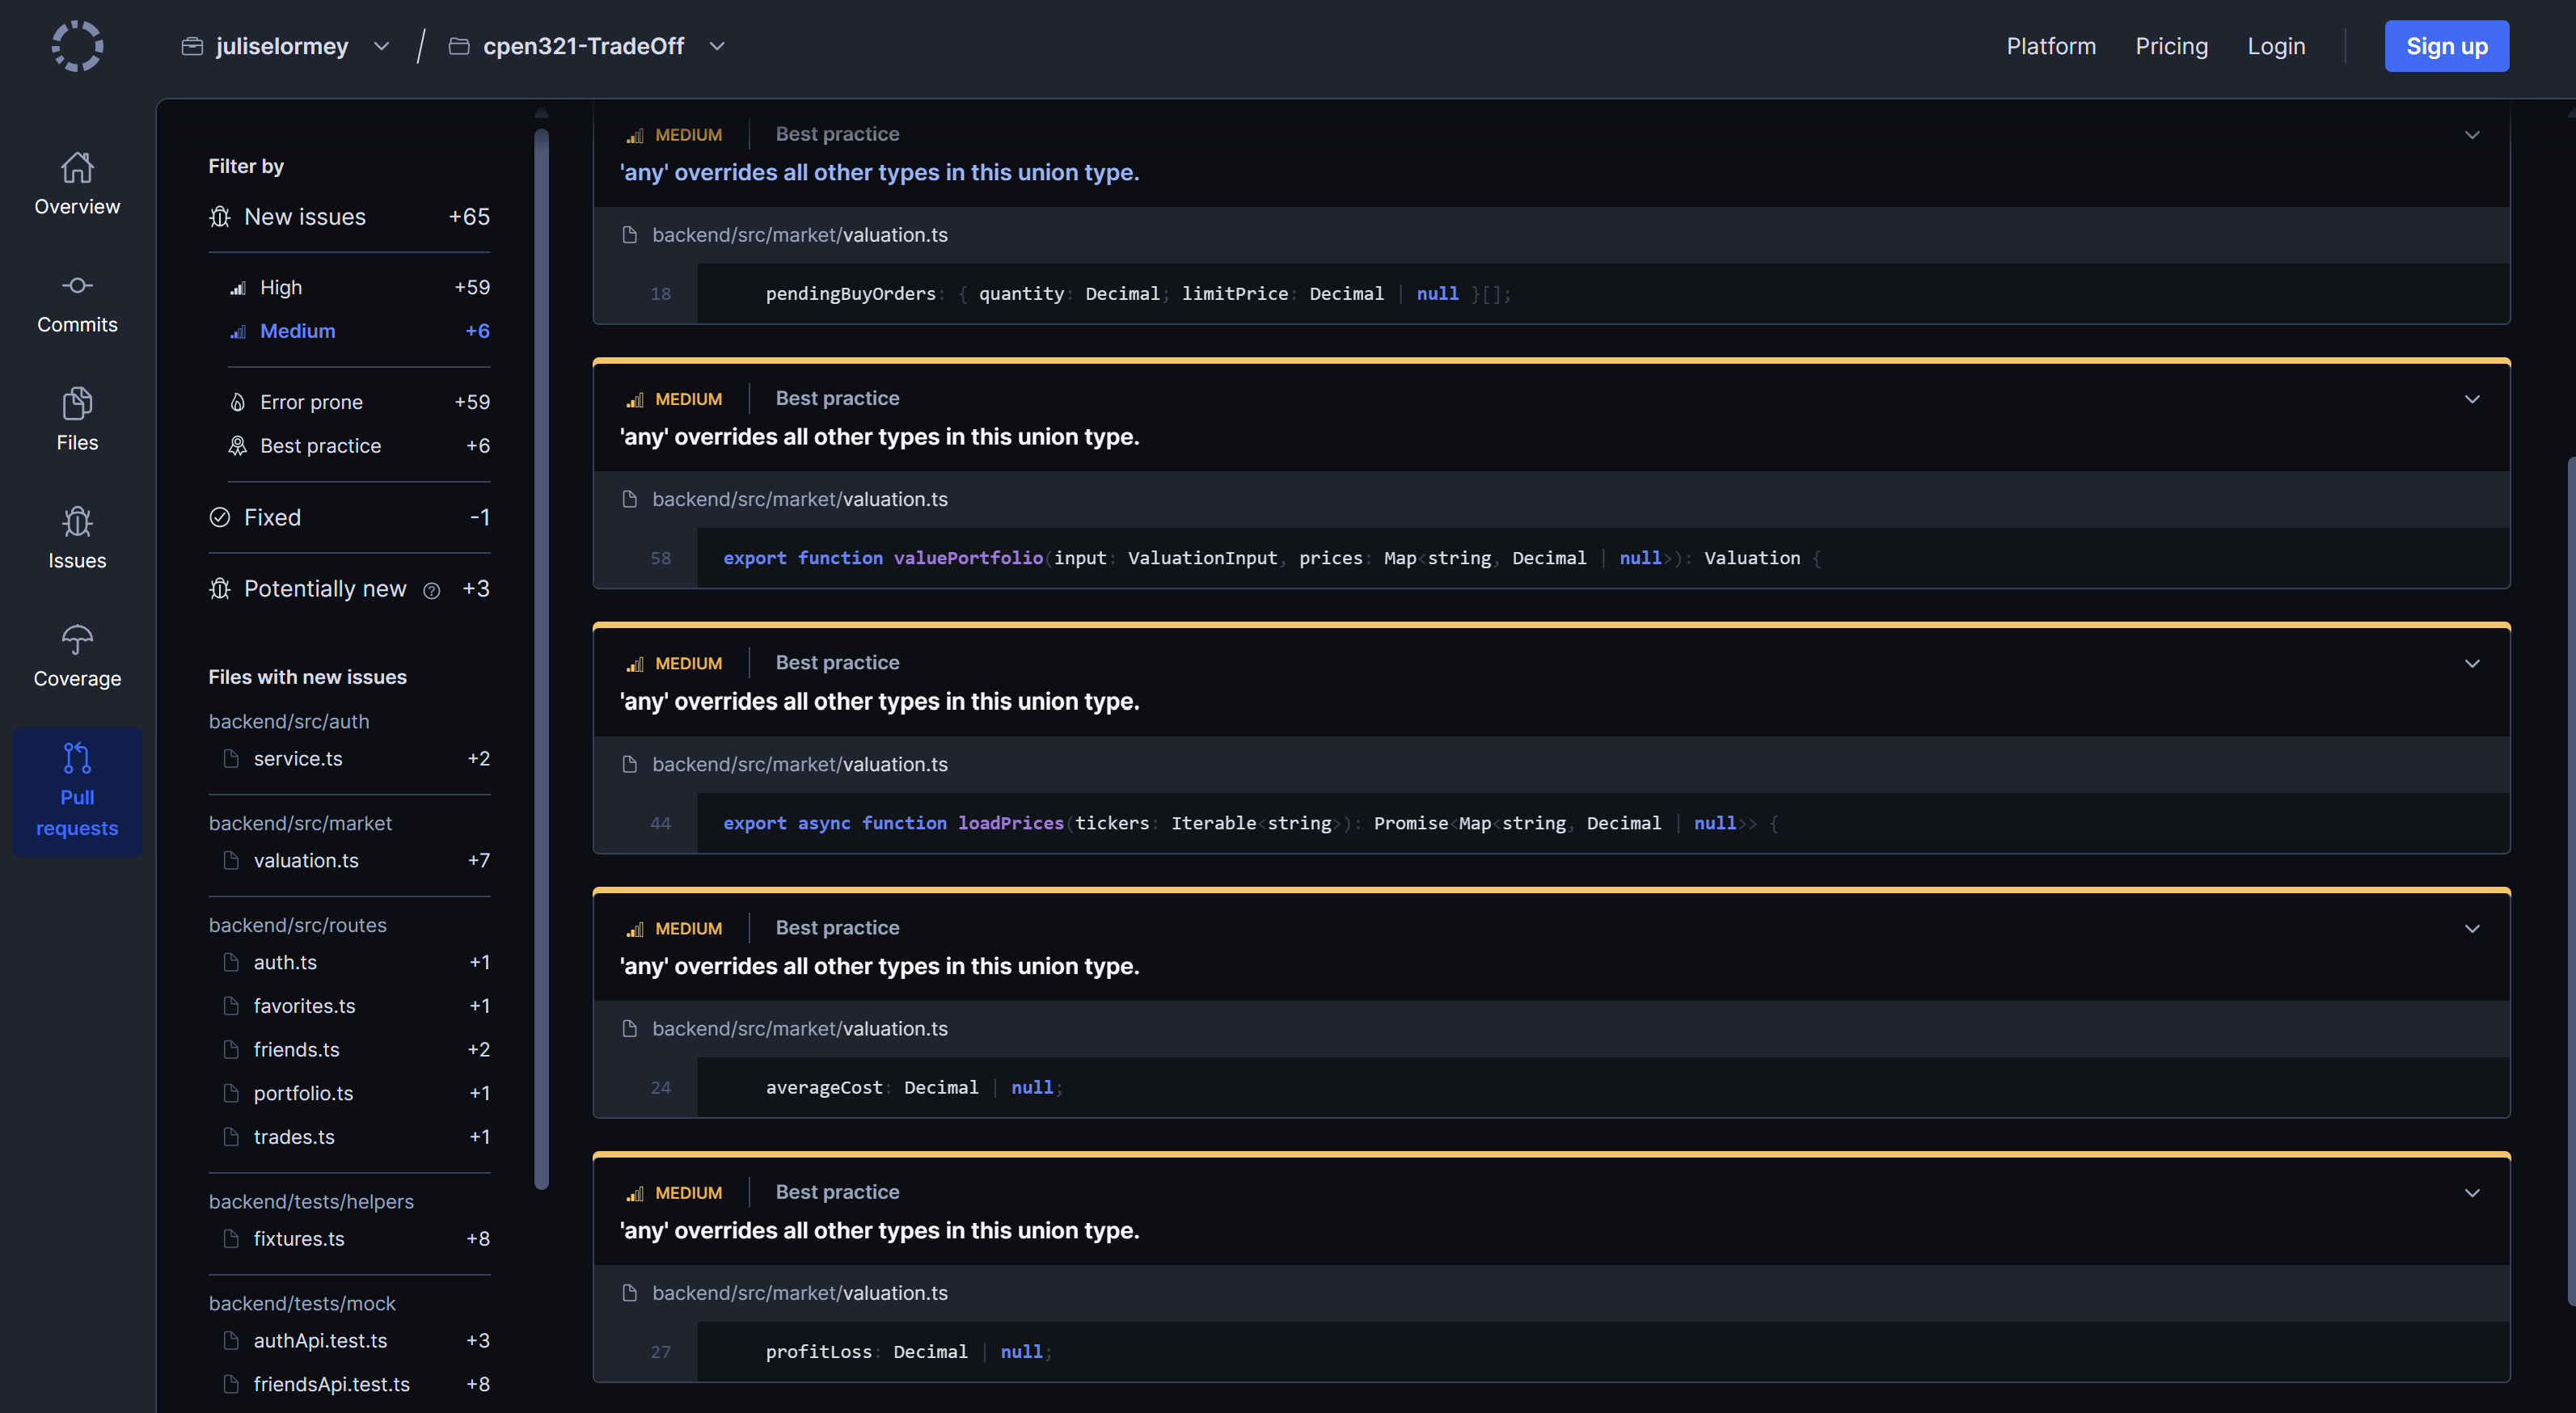 juliselormey / cpen321-TradeOff
Platform Pricing Login Sign up
Overview
Commits
Files
Issues
Coverage
Pull
requests
Filter by
New issues +65
High +59
Medium +6
Error prone +59
Best practice +6
Fixed -1
Potentially new ? +3
Files with new issues
backend/src/auth
service.ts +2
backend/src/market
valuation.ts +7
backend/src/routes
auth.ts +1
favorites.ts +1
friends.ts +2
portfolio.ts +1
trades.ts +1
backend/tests/helpers
fixtures.ts +8
backend/tests/mock
authApi.test.ts +3
friendsApi.test.ts +8
MEDIUM Best practice
'any' overrides all other types in this union type.
backend/src/market/valuation.ts
18 pendingBuyOrders: { quantity: Decimal; limitPrice: Decimal | null }[];
MEDIUM Best practice
'any' overrides all other types in this union type.
backend/src/market/valuation.ts
58 export function valuePortfolio(input: ValuationInput, prices: Map<string, Decimal | null>): Valuation {
MEDIUM Best practice
'any' overrides all other types in this union type.
backend/src/market/valuation.ts
44 export async function loadPrices(tickers: Iterable<string>): Promise<Map<string, Decimal | null>> {
MEDIUM Best practice
'any' overrides all other types in this union type.
backend/src/market/valuation.ts
24 averageCost: Decimal | null;
MEDIUM Best practice
'any' overrides all other types in this union type.
backend/src/market/valuation.ts
27 profitLoss: Decimal | null;